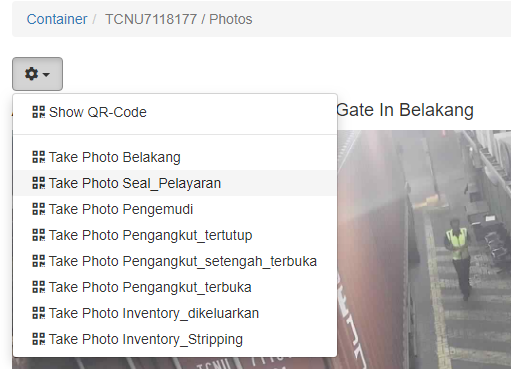 Container / TCNU7118177 / Photos
Gate In Belakang
Show QR-Code
Take Photo Belakang
Take Photo Seal_Pelayaran
Take Photo Pengemudi
Take Photo Pengangkut_tertutup
Take Photo Pengangkut_setengah_terbuka
Take Photo Pengangkut_terbuka
Take Photo Inventory_dikeluarkan
Take Photo Inventory_Stripping